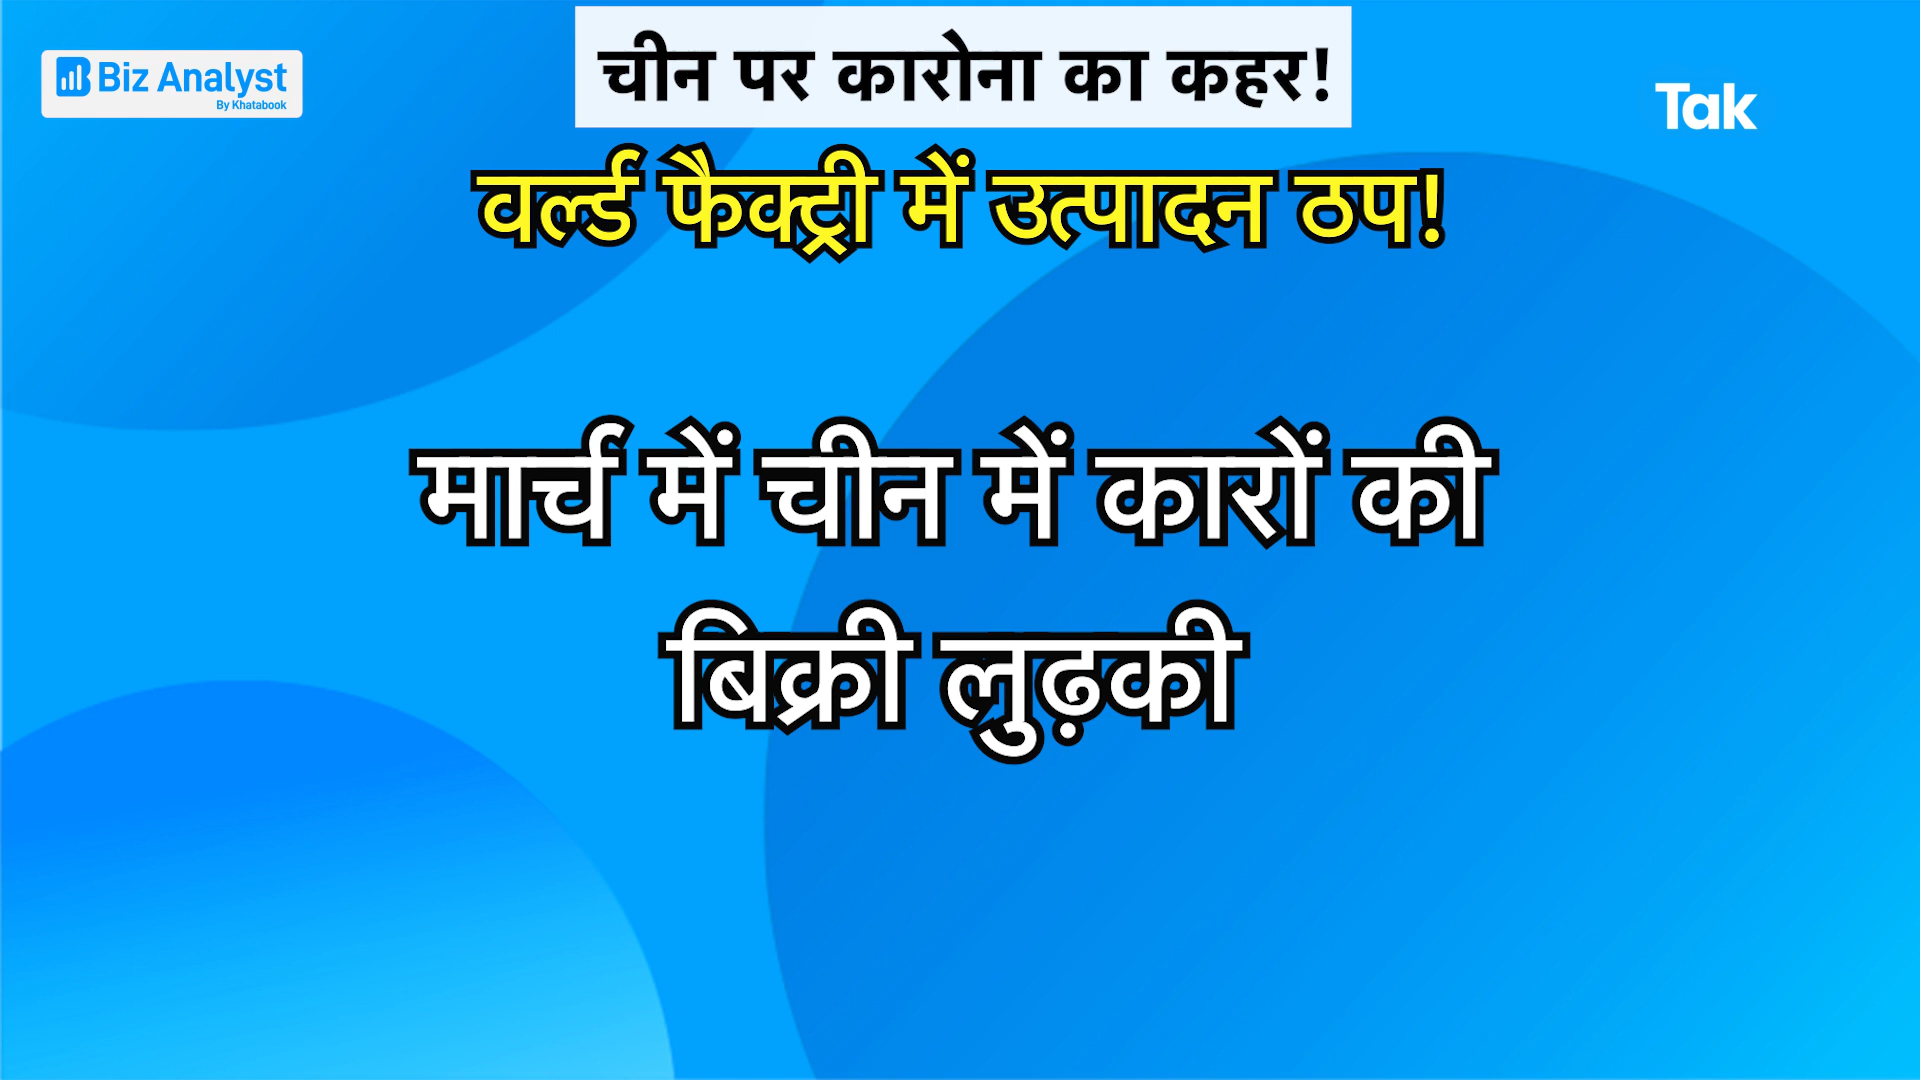 Biz Analyst
By Khatabook
चीन पर कारोना का कहर!
Tak
वर्ल्ड फैक्ट्री में उत्पादन ठप!
मार्च में चीन में कारों की
बिक्री लुढ़की